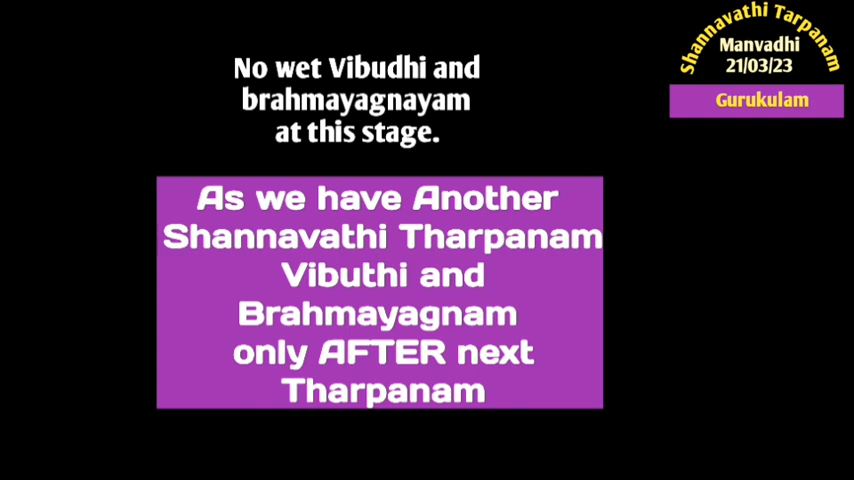 Shannavathi Tarpanam
Manvadhi
21/03/23
Gurukulam
No wet Vibudhi and
brahmayagnayam
at this stage.
As we have Another
Shannavathi Tharpanam
Vibuthi and
Brahmayagnam
only AFTER next
Tharpanam